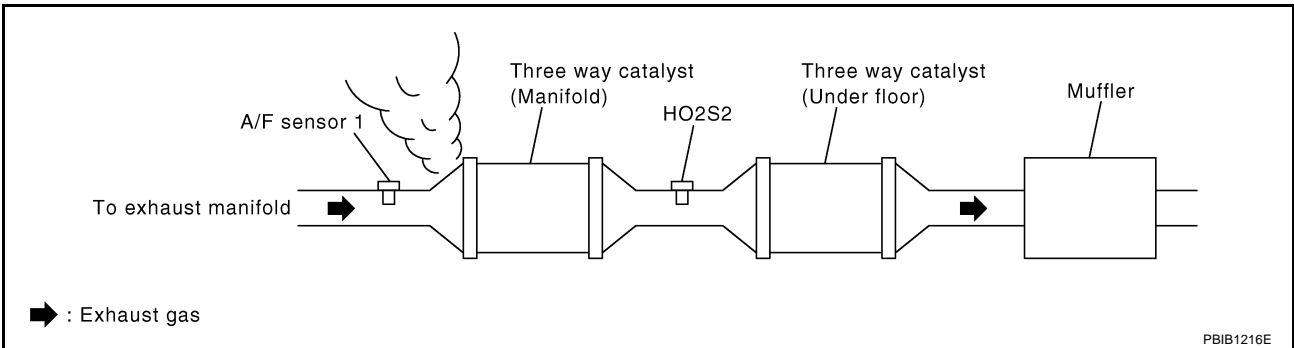 Three way catalyst
(Manifold)
Three way catalyst
(Under floor)
Muffler
A/F sensor 1
HO2S2
To exhaust manifold
: Exhaust gas
PBIB1216E